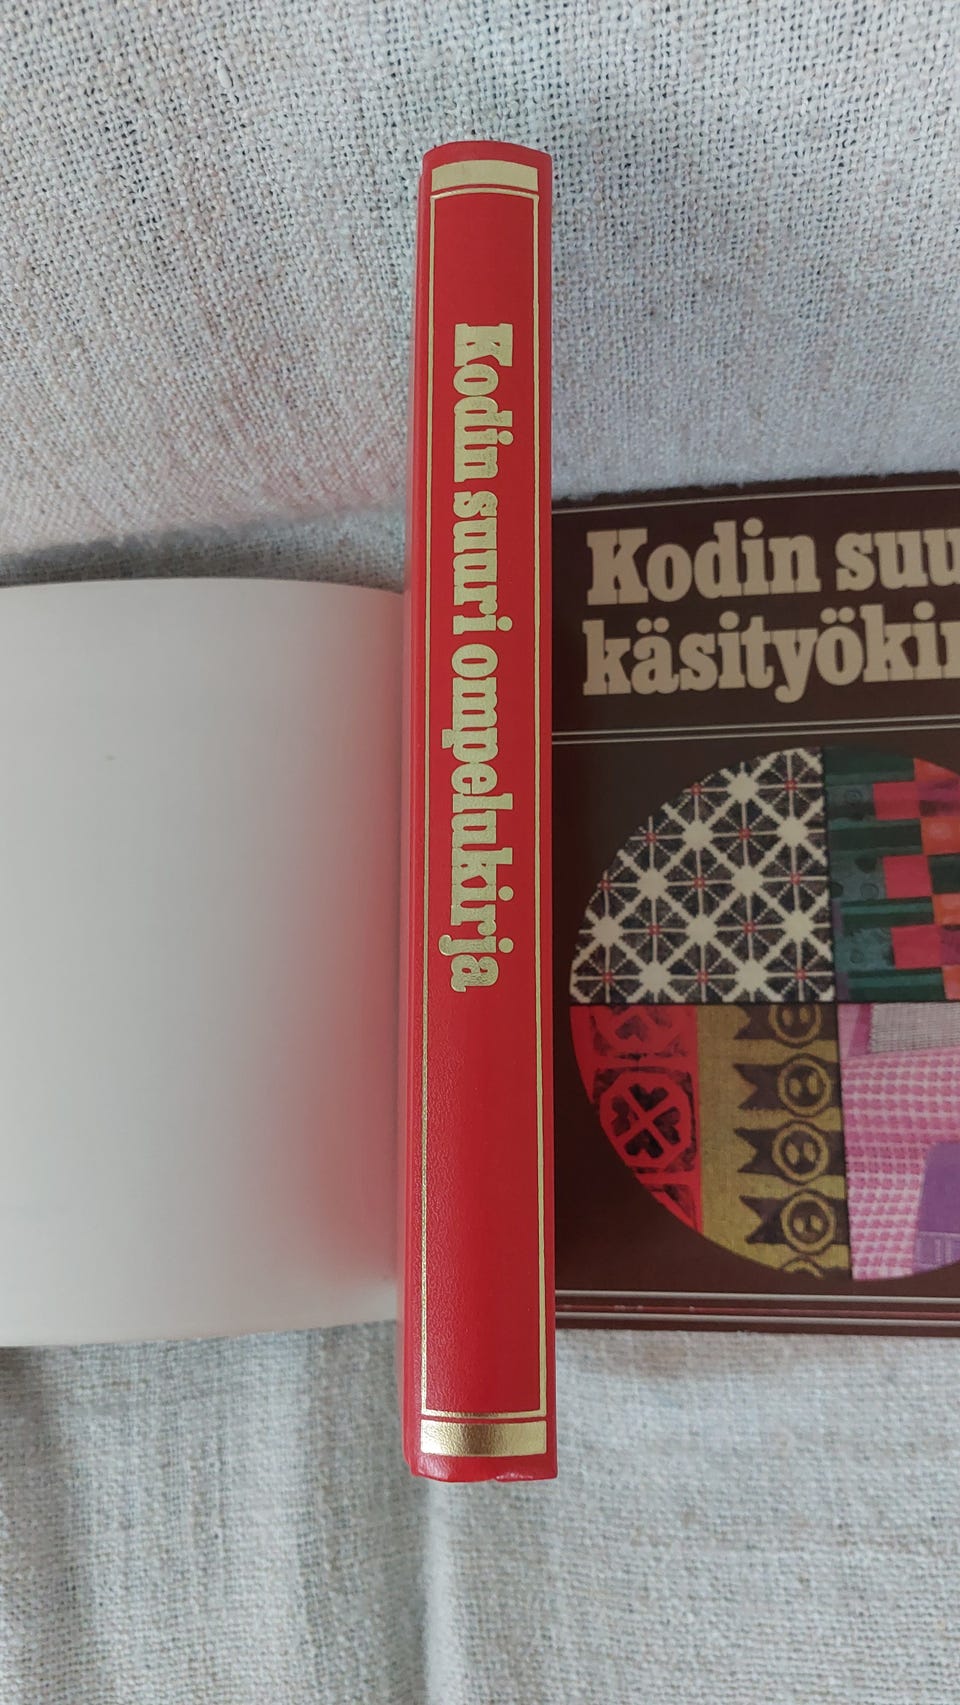 Kodin suuri ompelukirja
Kodin suu
käsityökir